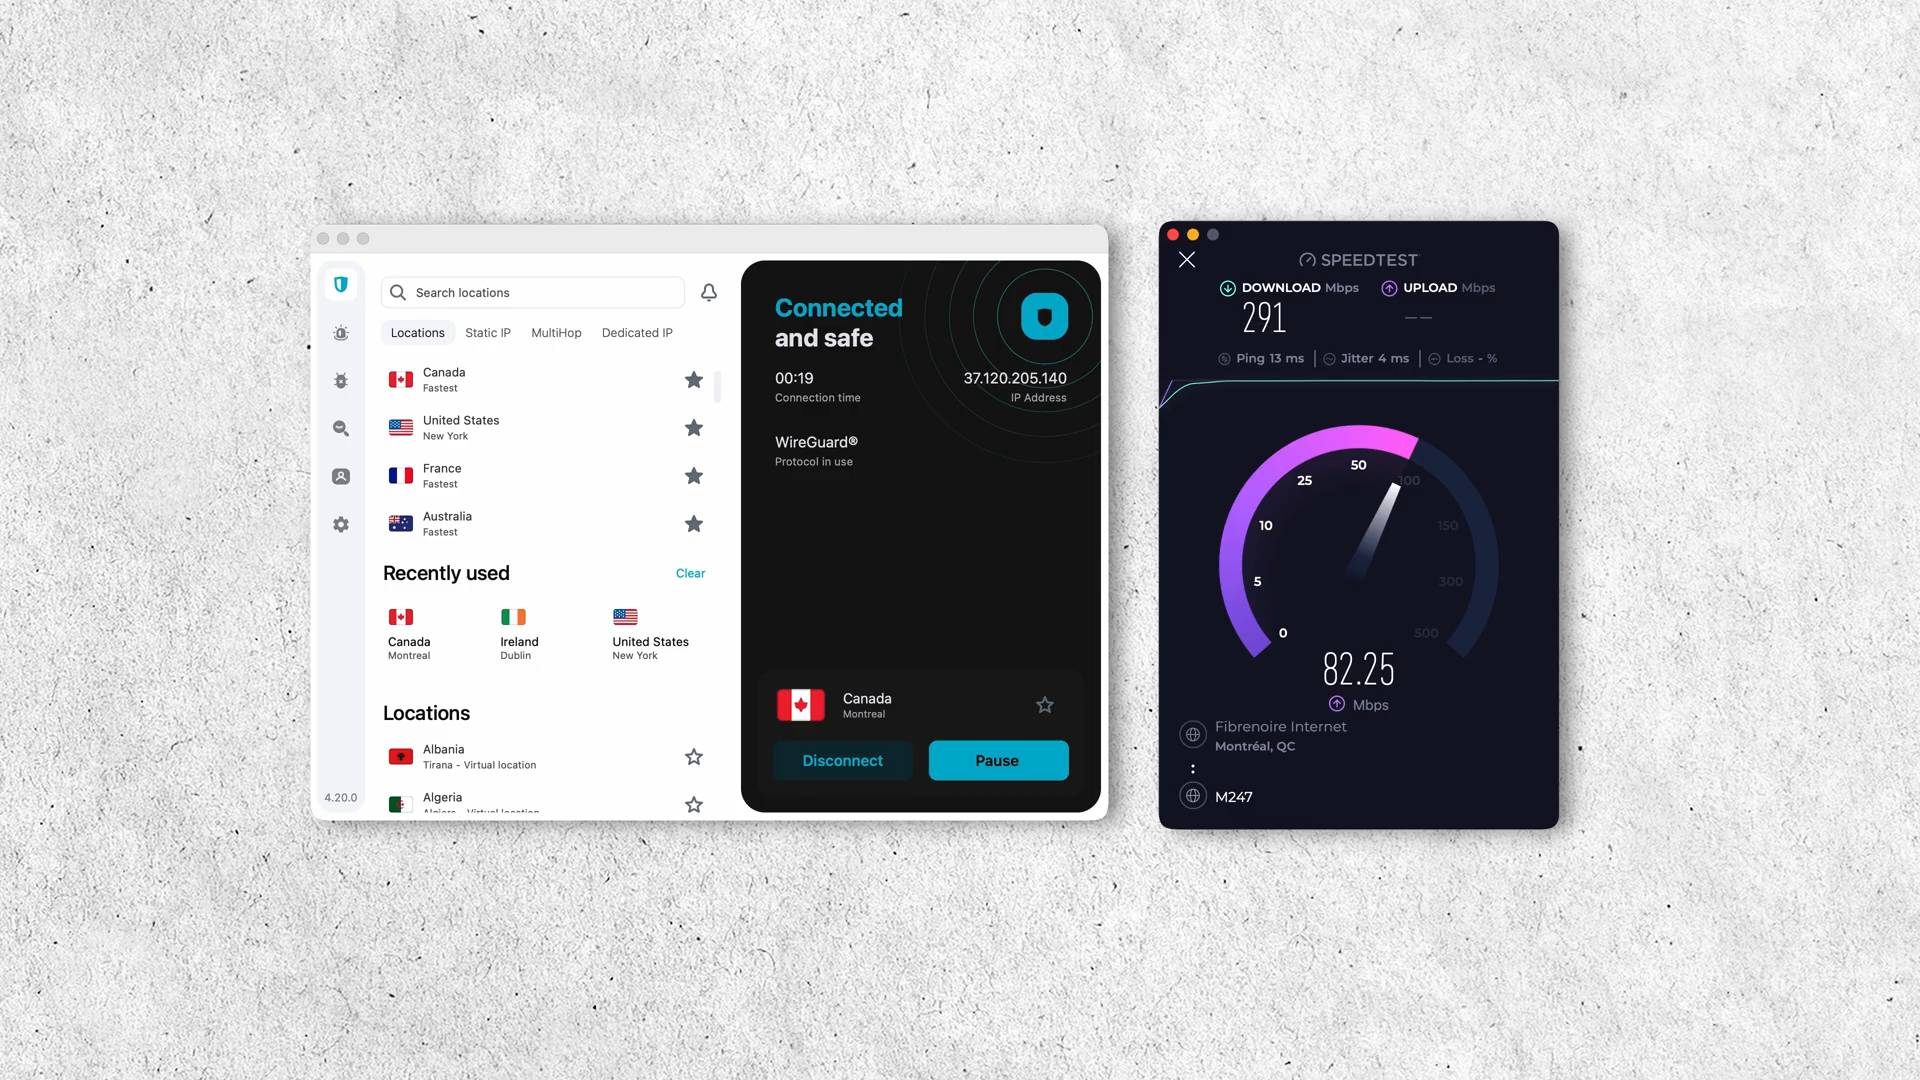 Search locations
Locations
Static IP
MultiHop
Dedicated IP
Canada
Fastest
United States
New York
France
Fastest
Australia
Fastest
Recently used
Clear
Canada
Montreal
Ireland
Dublin
United States
New York
Locations
Albania
Tirana - Virtual location
Algeria
Algiers - Virtual location
4.20.0
Connected
and safe
00:19
Connection time
37.120.205.140
IP Address
WireGuard®
Protocol in use
Canada
Montreal
Disconnect
Pause
SPEEDTEST
DOWNLOAD Mbps
291
UPLOAD Mbps
— —
Ping 13 ms
Jitter 4 ms
Loss - %
0
5
10
25
50
100
150
300
500
82.25
Mbps
Fibrenoire Internet
Montréal, QC
M247